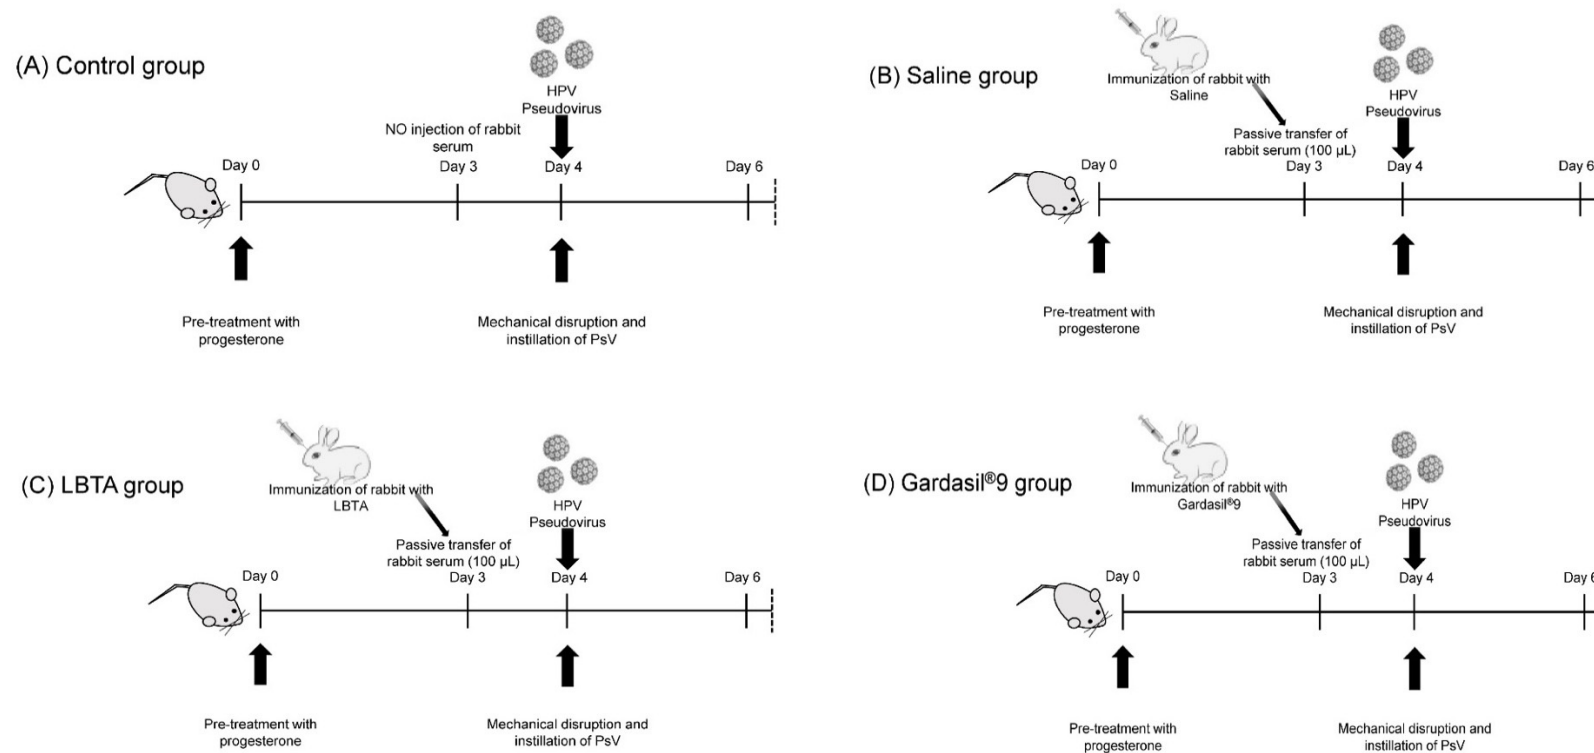 (A) Control group
HPV
Pseudovirus
NO injection of rabbit
serum
Day 0
Day 3
Day 4
Day 6
Pre-treatment with
progesterone
Mechanical disruption and
instillation of PsV
(B) Saline group
Immunization of rabbit with
Saline
HPV
Pseudovirus
Passive transfer of
rabbit serum (100 µL)
Day 0
Day 3
Day 4
Day 6
Pre-treatment with
progesterone
Mechanical disruption and
instillation of PsV
(C) LBTA group
Immunization of rabbit with
LBTA
HPV
Pseudovirus
Passive transfer of
rabbit serum (100 µL)
Day 0
Day 3
Day 4
Day 6
Pre-treatment with
progesterone
Mechanical disruption and
instillation of PsV
(D) Gardasil®9 group
Immunization of rabbit with
Gardasil®9
HPV
Pseudovirus
Passive transfer of
rabbit serum (100 µL)
Day 0
Day 3
Day 4
Day 6
Pre-treatment with
progesterone
Mechanical disruption and
instillation of PsV